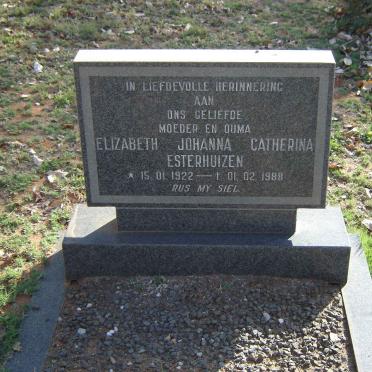 IN LIEFDEVOLLE HERINNERING
AAN
ONS GELIEFDE
MOEDER EN OUMA
ELIZABETH JOHANNA CATHERINA
ESTERHUIZEN
* 15.01.1922 — † 01.02.1988
RUS MY SIEL